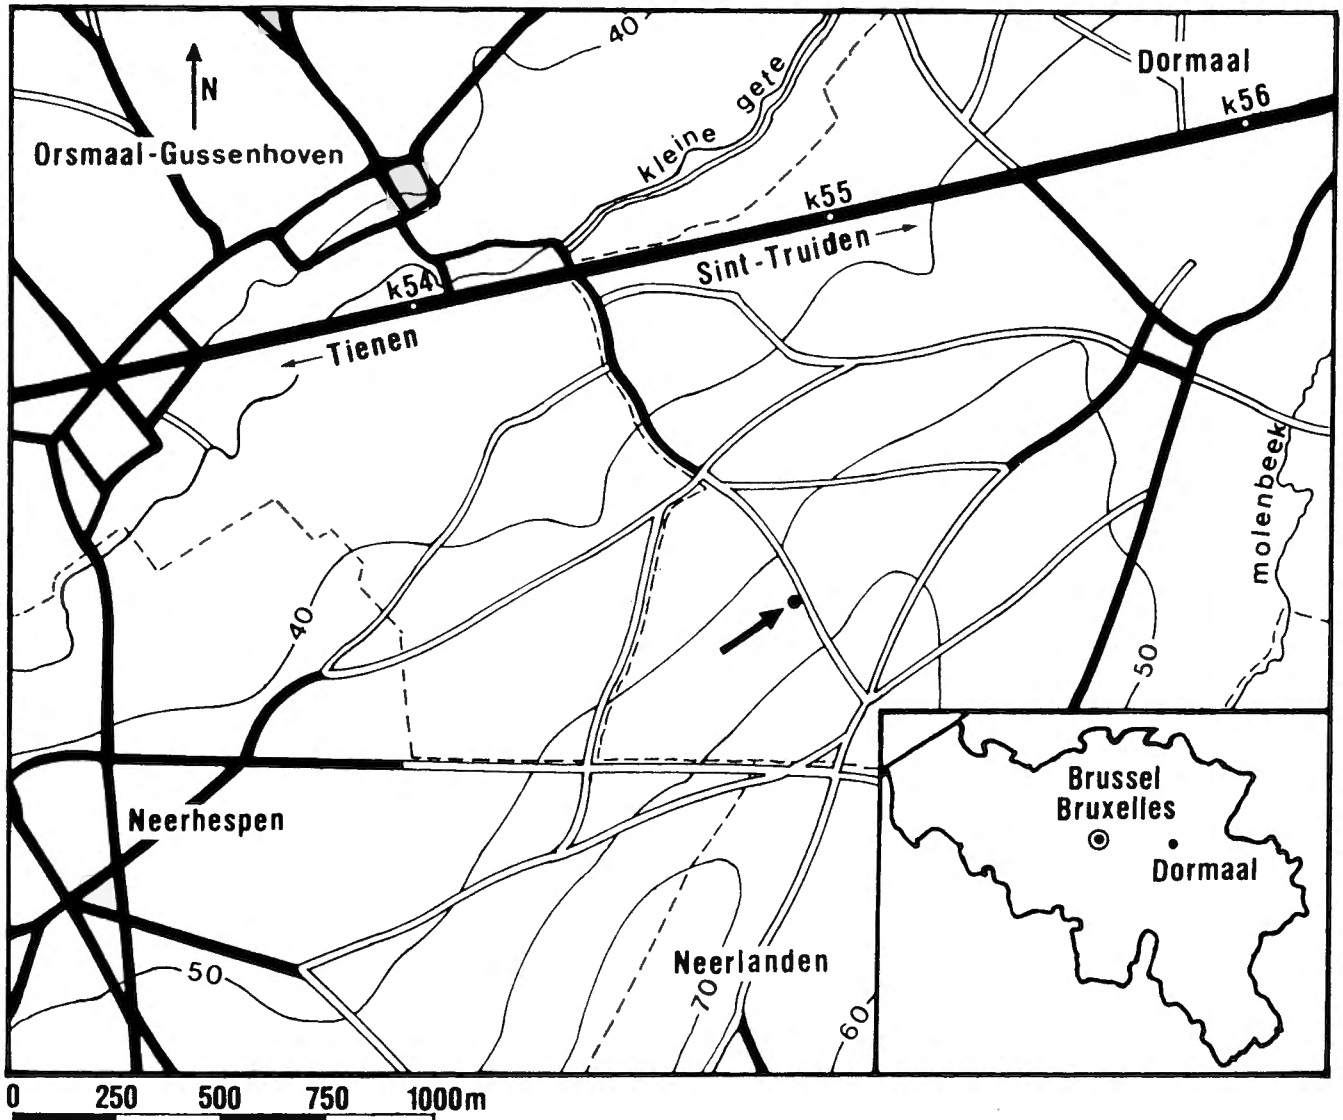 40
Dormaal
N
kleine gete
k56
Orsmaal-Gussenhoven
k55
Sint-Truiden
k54
Tienen
molenbeek
40
50
Brussel
Bruxelles
Dormaal
Neerhespen
Neerlanden
50
70
60
0 250 500 750 1000m